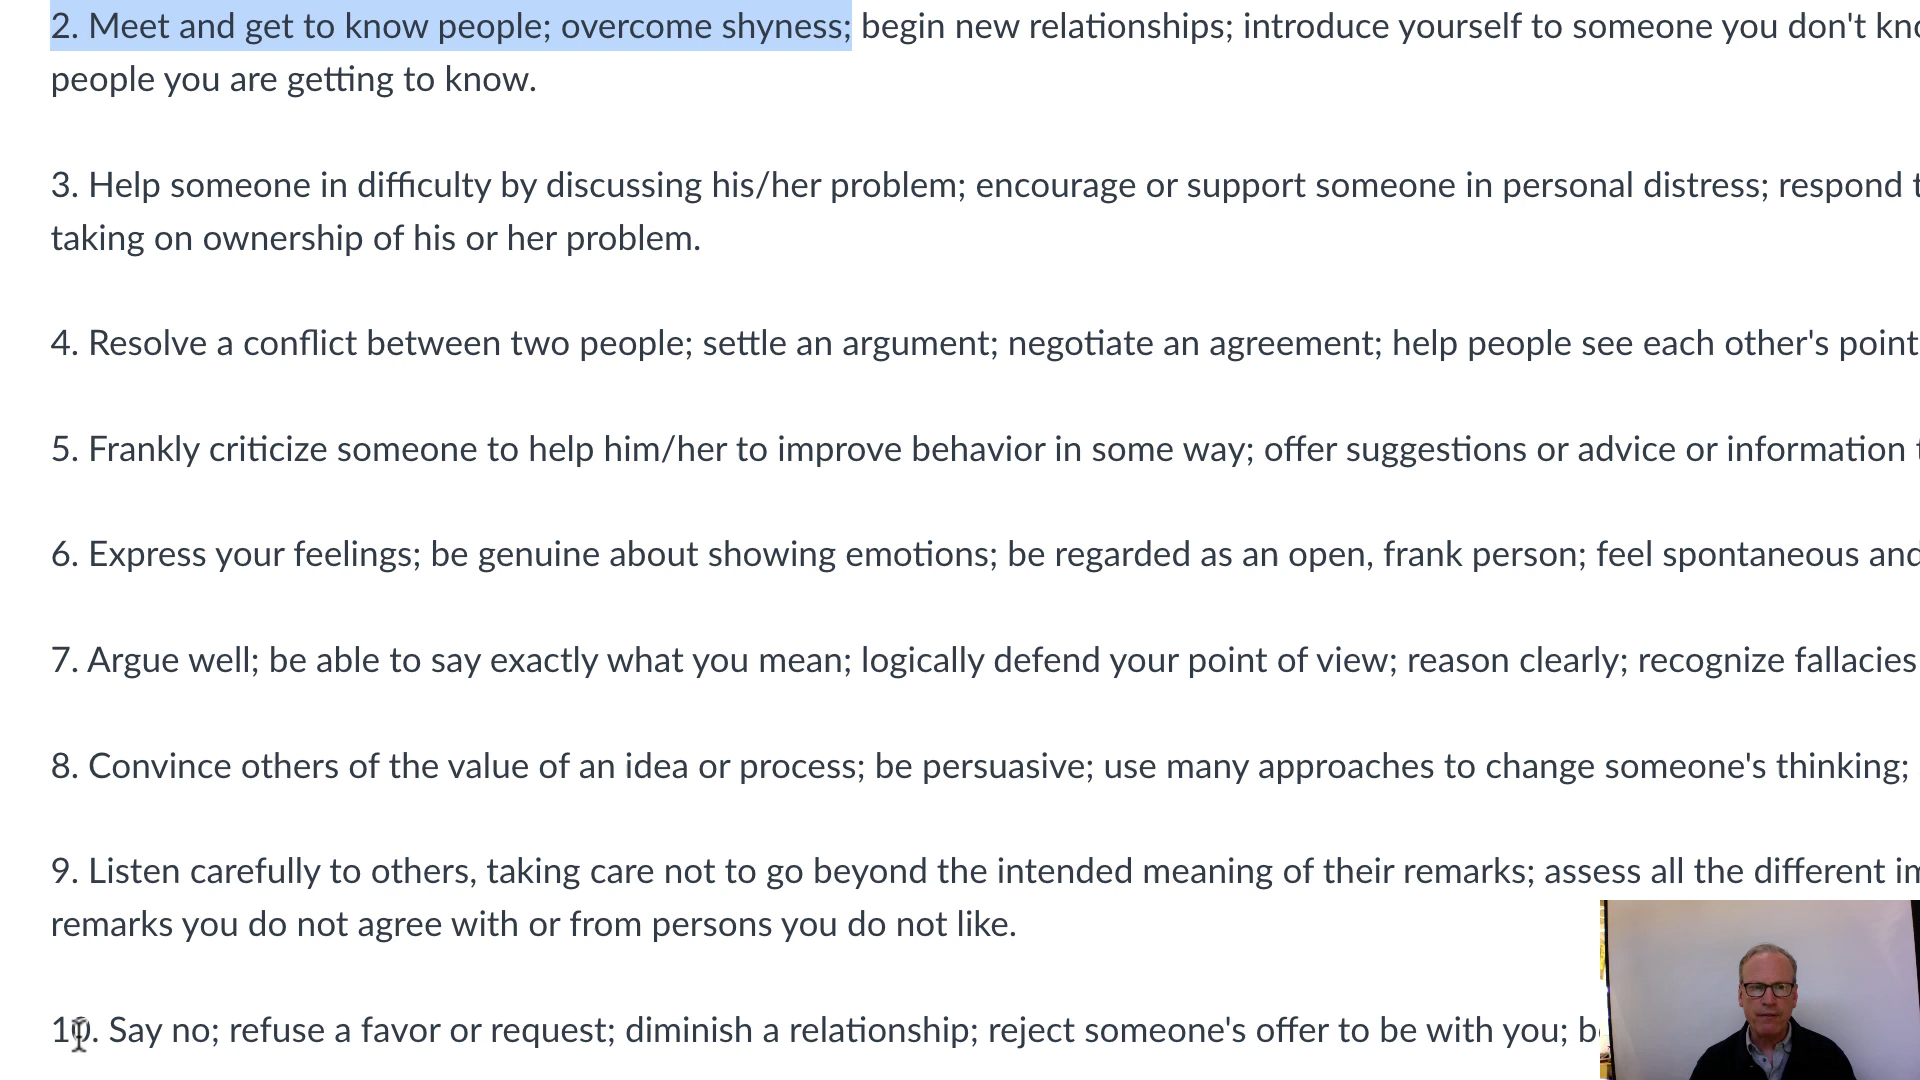 2. Meet and get to know people; overcome shyness; begin new relationships; introduce yourself to someone you don't
people you are getting to know.
3. Help someone in difficulty by discussing his/her problem; encourage or support someone in personal distress; respond
taking on ownership of his or her problem.
4. Resolve a conflict between two people; settle an argument; negotiate an agreement; help people see each other's point
5. Frankly criticize someone to help him/her to improve behavior in some way; offer suggestions or advice or information
6. Express your feelings; be genuine about showing emotions; be regarded as an open, frank person; feel spontaneous and
7. Argue well; be able to say exactly what you mean; logically defend your point of view; reason clearly; recognize fallacies
8. Convince others of the value of an idea or process; be persuasive; use many approaches to change someone's thinking;
9. Listen carefully to others, taking care not to go beyond the intended meaning of their remarks; assess all the different
remarks you do not agree with or from persons you do not like.
10. Say no; refuse a favor or request; diminish a relationship; reject someone's offer to be with you;